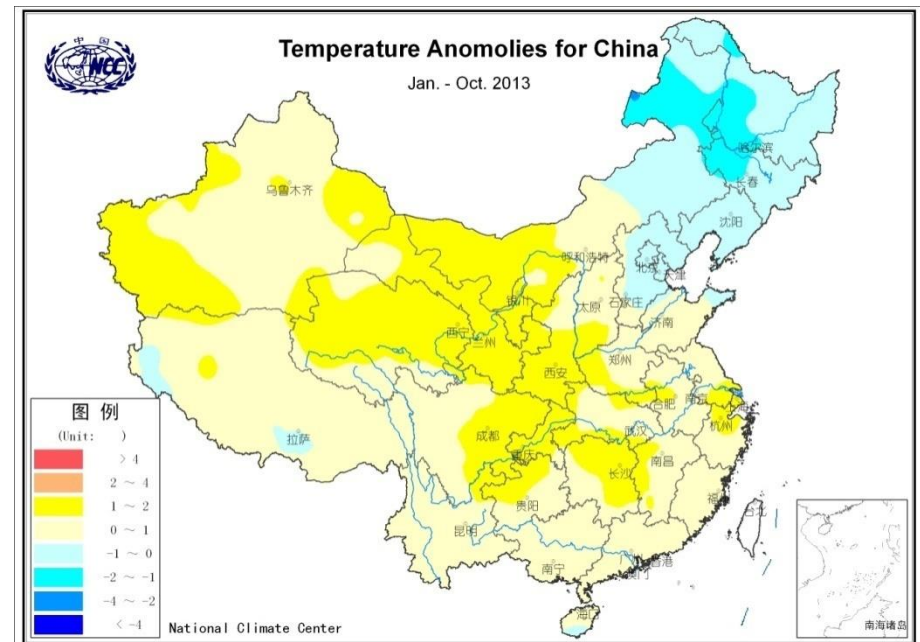 中 国
NCC
Temperature Anomolies for China
Jan. - Oct. 2013
哈尔滨
长春
乌鲁木齐
沈阳
呼和浩特
北京
天津
银川
太原
石家庄
西宁
济南
兰州
郑州
西安
合肥
南京
上海
拉萨
成都
武汉
杭州
重庆
长沙
南昌
贵阳
福州
台北
昆明
南宁
香港
澳门
海口
图 例
(Unit: )
> 4
2 ~ 4
1 ~ 2
0 ~ 1
-1 ~ 0
-2 ~ -1
-4 ~ -2
< -4
National Climate Center
南海诸岛